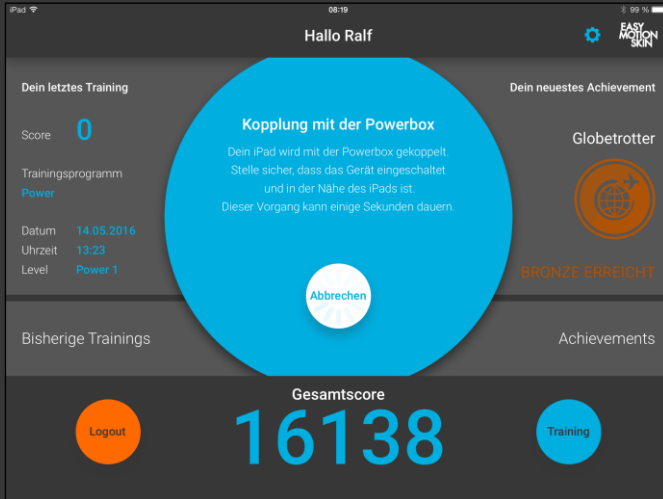 iPad
08:19
99 %
Hallo Ralf
EASY
MOTION
SKIN
Dein letztes Training
Score 0
Trainingsprogramm
Power
Datum 14.05.2016
Uhrzeit 13:23
Level Power 1
Kopplung mit der Powerbox
Dein iPad wird mit der Powerbox gekoppelt.
Stelle sicher, dass das Gerät eingeschaltet
und in der Nähe des iPads ist.
Dieser Vorgang kann einige Sekunden dauern.
Abbrechen
Dein neuestes Achievement
Globetrotter
BRONZE ERREICHT
Bisherige Trainings
Achievements
Gesamtscore
16138
Logout
Training